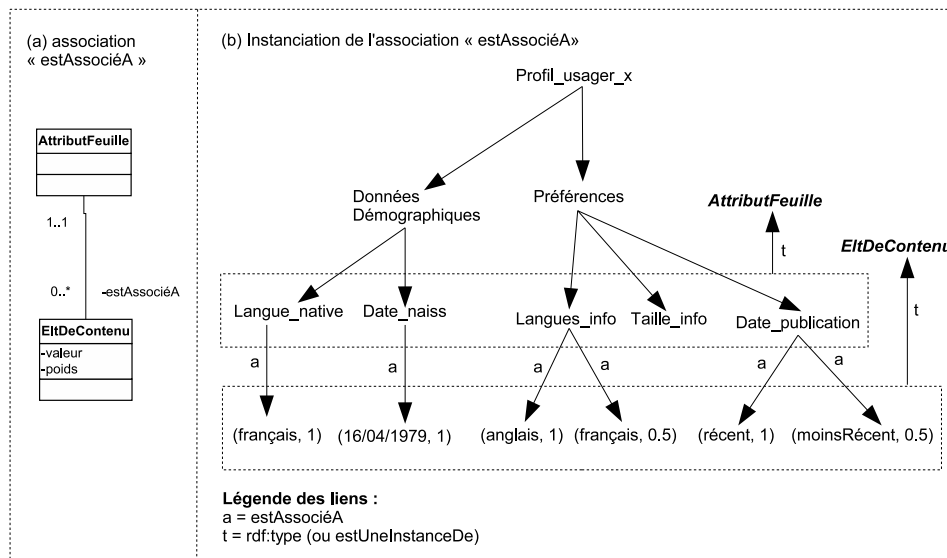 (a) association
« estAssociéA »
AttributFeuille
1..1
0..*
-estAssociéA
EltDeContenu
-valeur
-poids
(b) Instanciation de l'association « estAssociéA»
Profil_usager_x
Données
Démographiques
Préférences
AttributFeuille
EltDeContenu
t
t
Langue_native
Date_naiss
Langues_info
Taille_info
Date_publication
a
a
a
a
a
a
(français, 1)
(16/04/1979, 1)
(anglais, 1)
(français, 0.5)
(récent, 1)
(moinsRécent, 0.5)
Légende des liens :
a = estAssociéA
t = rdf:type (ou estUneInstanceDe)